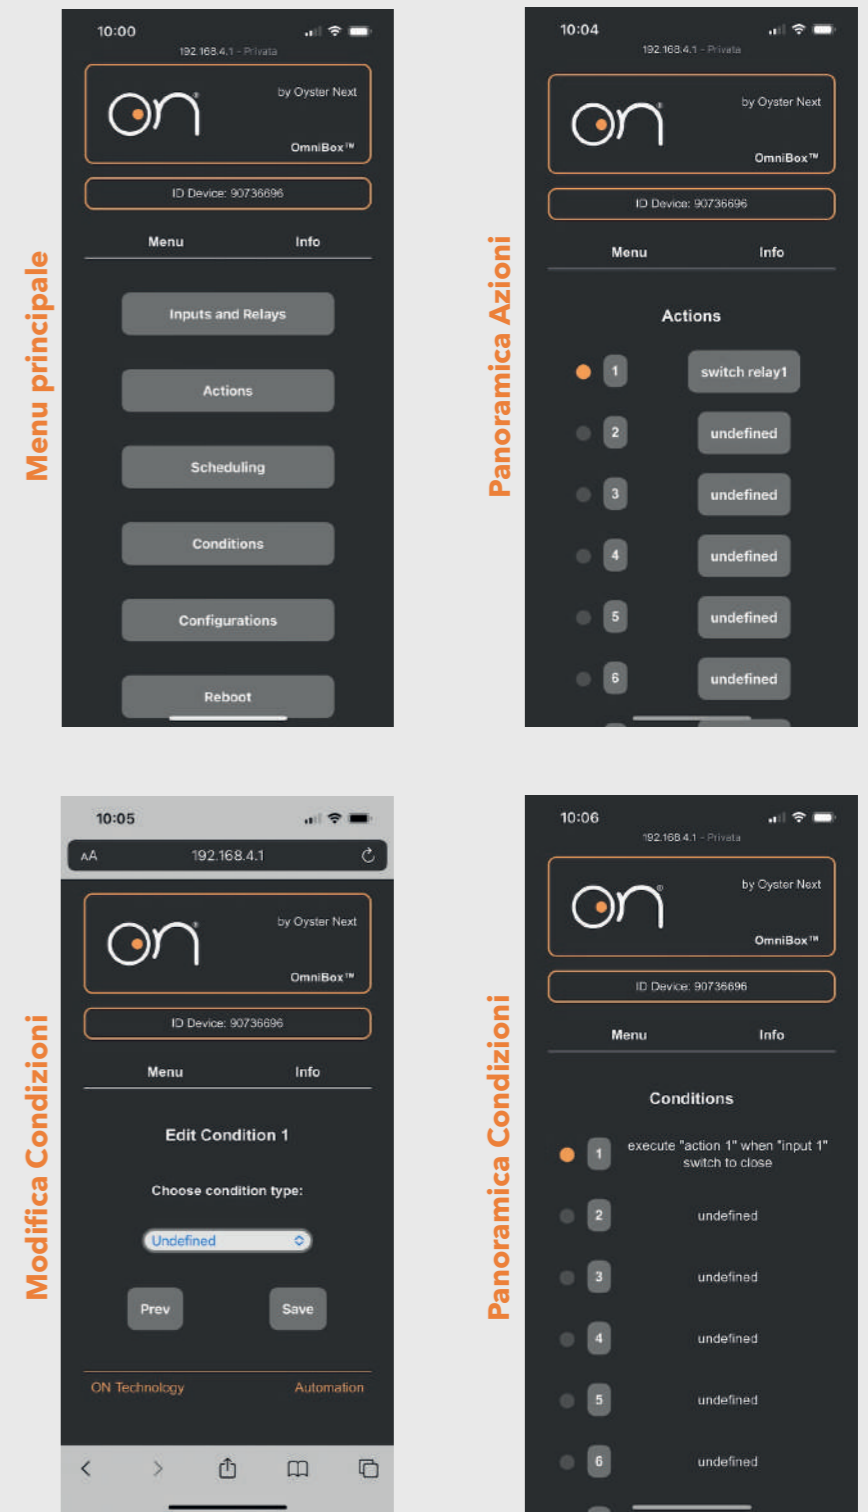 Menu principale
10:00
192.168.4.1 - Privata
on®
by Oyster Next
OmniBox™
ID Device: 90736696
Menu Info
Inputs and Relays
Actions
Scheduling
Conditions
Configurations
Reboot
Panoramica Azioni
10:04
192.168.4.1 - Privata
on®
by Oyster Next
OmniBox™
ID Device: 90736696
Menu Info
Actions
1 switch relay1
2 undefined
3 undefined
4 undefined
5 undefined
6 undefined
Modifica Condizioni
10:05
AA 192.168.4.1
on®
by Oyster Next
OmniBox™
ID Device: 90736696
Menu Info
Edit Condition 1
Choose condition type:
Undefined
Prev Save
ON Technology Automation
Panoramica Condizioni
10:06
192.168.4.1 - Privata
on®
by Oyster Next
OmniBox™
ID Device: 90736696
Menu Info
Conditions
1 execute "action 1" when "input 1"
switch to close
2 undefined
3 undefined
4 undefined
5 undefined
6 undefined